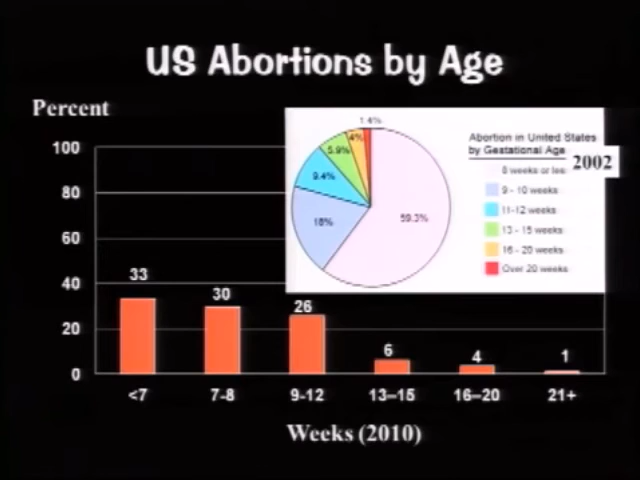 US Abortions by Age
Percent
100
80
60
40
20
0
33
30
26
6
4
1
<7
7-8
9-12
13–15
16–20
21+
Weeks (2010)
1.4%
4%
5.9%
9.4%
18%
59.3%
Abortion in United States
by Gestational Age
2002
8 weeks or les
9 - 10 weeks
11-12 weeks
13 - 15 weeks
16 - 20 weeks
Over 20 weeks